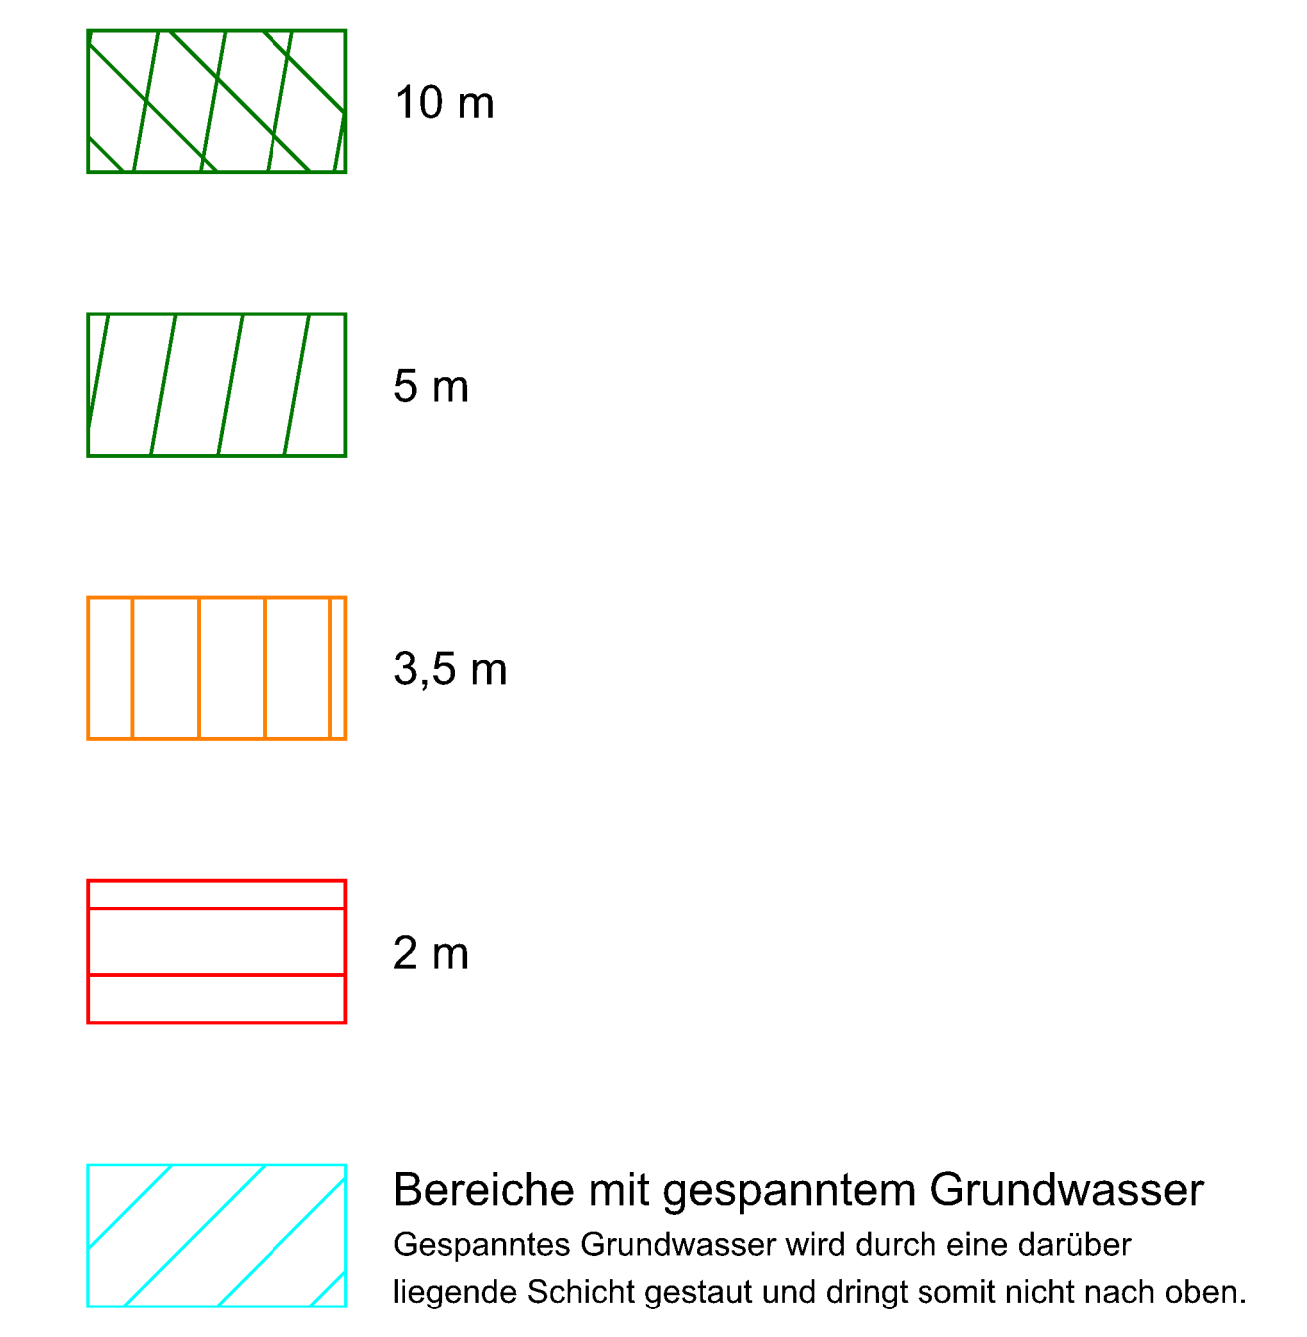 10 m
5 m
3,5 m
2 m
Bereiche mit gespanntem Grundwasser
Gespanntes Grundwasser wird durch eine darüber
liegende Schicht gestaut und dringt somit nicht nach oben.